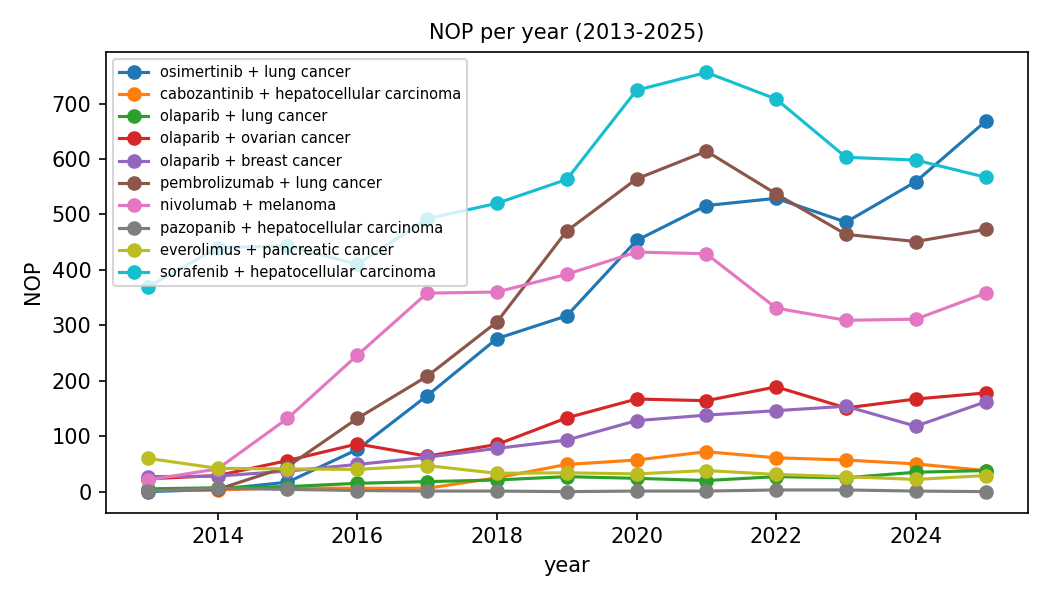 NOP per year (2013-2025)
osimertinib + lung cancer
cabozantinib + hepatocellular carcinoma
olaparib + lung cancer
olaparib + ovarian cancer
olaparib + breast cancer
pembrolizumab + lung cancer
nivolumab + melanoma
pazopanib + hepatocellular carcinoma
everolimus + pancreatic cancer
sorafenib + hepatocellular carcinoma
700
600
500
400
300
200
100
0
NOP
2014 2016 2018 2020 2022 2024
year